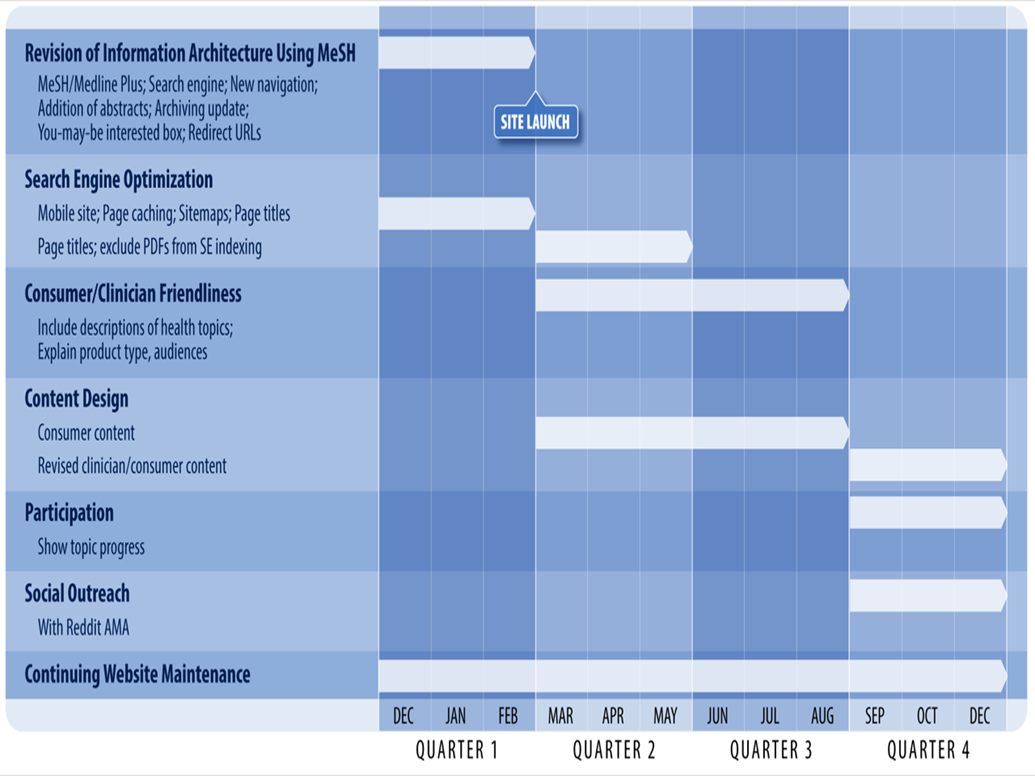 Revision of Information Architecture Using MeSH
MeSH/Medline Plus; Search engine; New navigation;
Addition of abstracts; Archiving update;
You-may-be interested box; Redirect URLs
SITE LAUNCH
Search Engine Optimization
Mobile site; Page caching; Sitemaps; Page titles
Page titles; exclude PDFs from SE indexing
Consumer/Clinician Friendliness
Include descriptions of health topics;
Explain product type, audiences
Content Design
Consumer content
Revised clinician/consumer content
Participation
Show topic progress
Social Outreach
With Reddit AMA
Continuing Website Maintenance
DEC JAN FEB MAR APR MAY JUN JUL AUG SEP OCT DEC
QUARTER 1 QUARTER 2 QUARTER 3 QUARTER 4